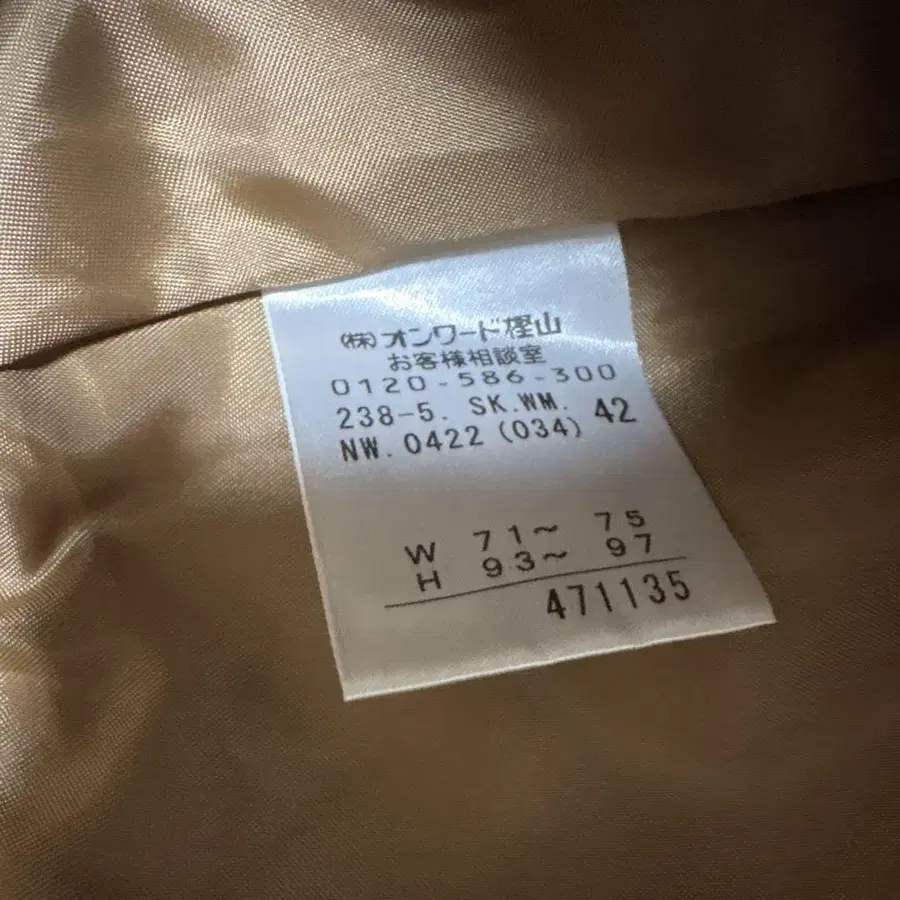 ㈱オンワード樫山
お客様相談室
0120-586-300
238-5. SK.WM. 42
NW. 0422 (034)
W 71～ 75
H 93～ 97
471135